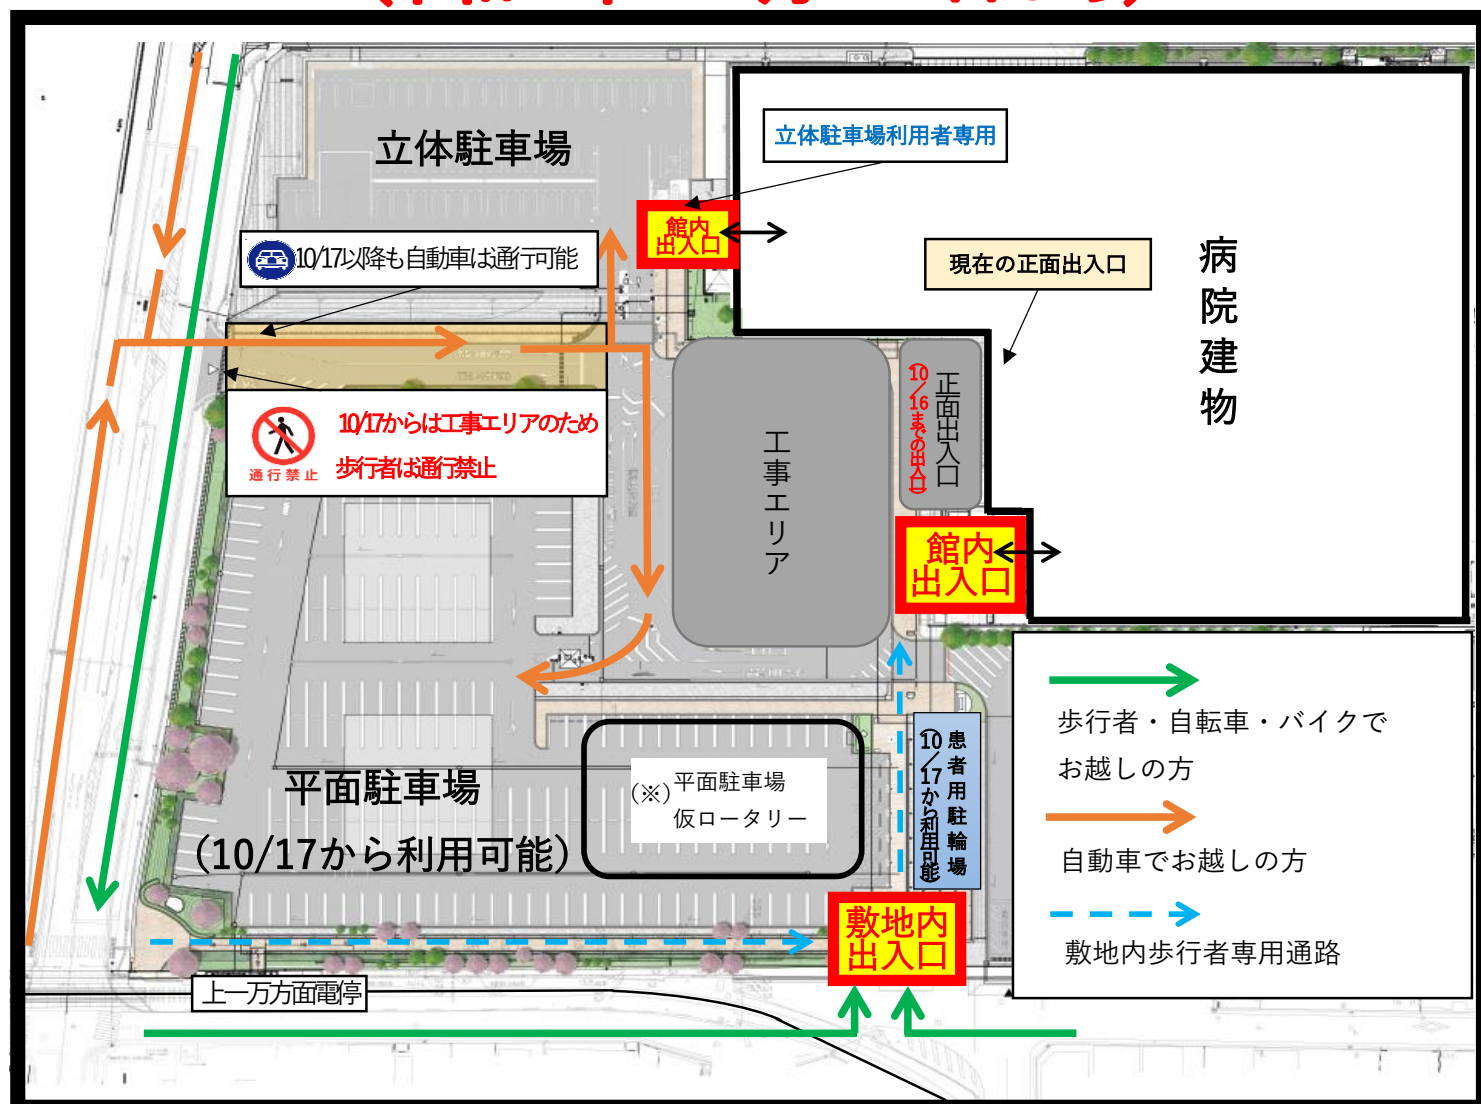 立体駐車場
立体駐車場利用者専用
館内
出入口
10/17以降も自動車は通行可能
現在の正面出入口
病院建物
10/17からは工事エリアのため
歩行者は通行禁止
通行禁止
工事エリア
正面出入口
(10/16までの出入口)
館内
出入口
平面駐車場
(10/17から利用可能)
(※)平面駐車場
仮ロータリー
患者用駐輪場
(10/17から利用可能)
敷地内
出入口
上一万方面電停
歩行者・自転車・バイクで
お越しの方
自動車でお越しの方
敷地内歩行者専用通路